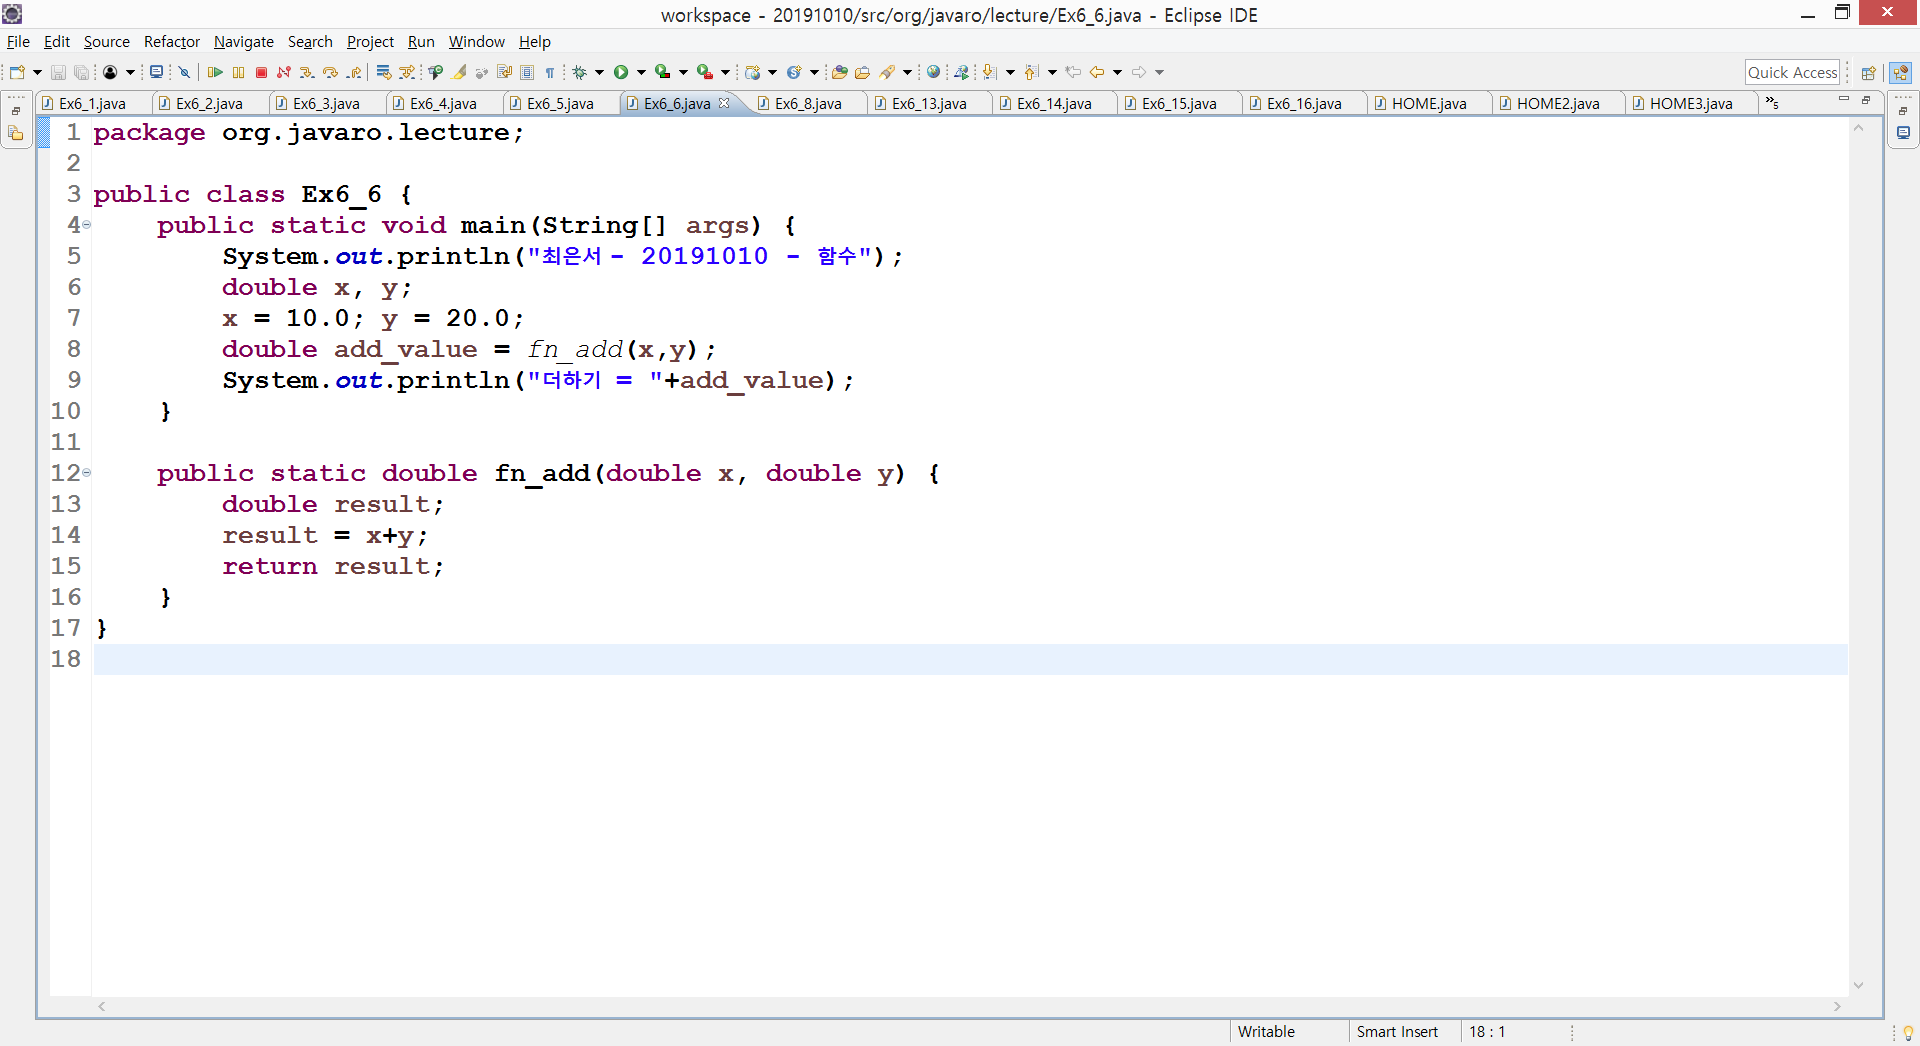 workspace - 20191010/src/org/javaro/lecture/Ex6_6.java - Eclipse IDE
File Edit Source Refactor Navigate Search Project Run Window Help
Quick Access
Ex6_1.java Ex6_2.java Ex6_3.java Ex6_4.java Ex6_5.java Ex6_6.java Ex6_8.java Ex6_13.java Ex6_14.java Ex6_15.java Ex6_16.java HOME.java HOME2.java HOME3.java »5
1 package org.javaro.lecture;
2
3 public class Ex6_6 {
4 public static void main(String[] args) {
5 System.out.println("최은서 - 20191010 - 함수");
6 double x, y;
7 x = 10.0; y = 20.0;
8 double add_value = fn_add(x,y);
9 System.out.println("더하기 = "+add_value);
10 }
11
12 public static double fn_add(double x, double y) {
13 double result;
14 result = x+y;
15 return result;
16 }
17 }
18
Writable Smart Insert 18 : 1